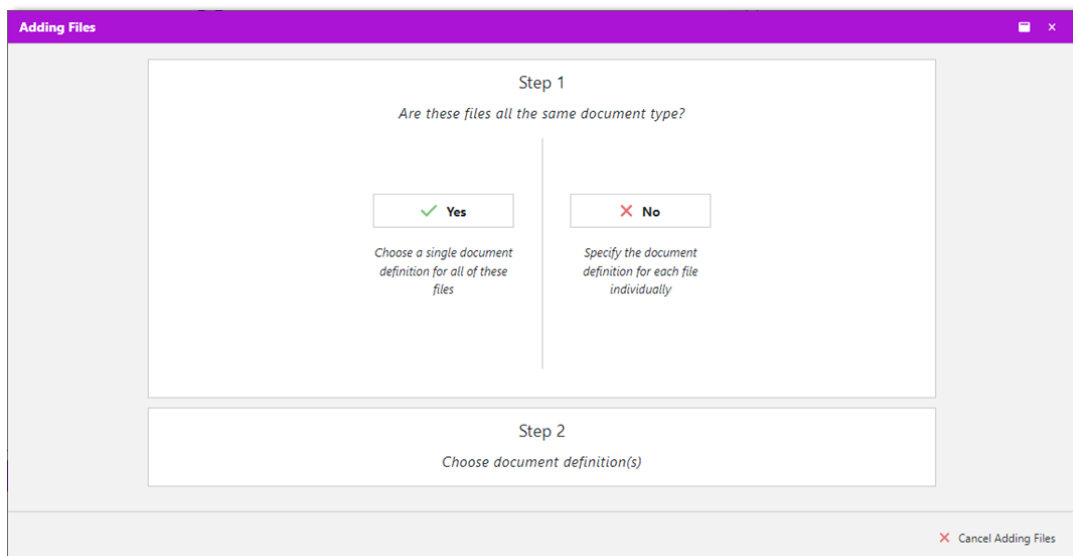 Adding Files
Step 1
Are these files all the same document type?
Yes
Choose a single document
definition for all of these
files
No
Specify the document
definition for each file
individually
Step 2
Choose document definition(s)
Cancel Adding Files